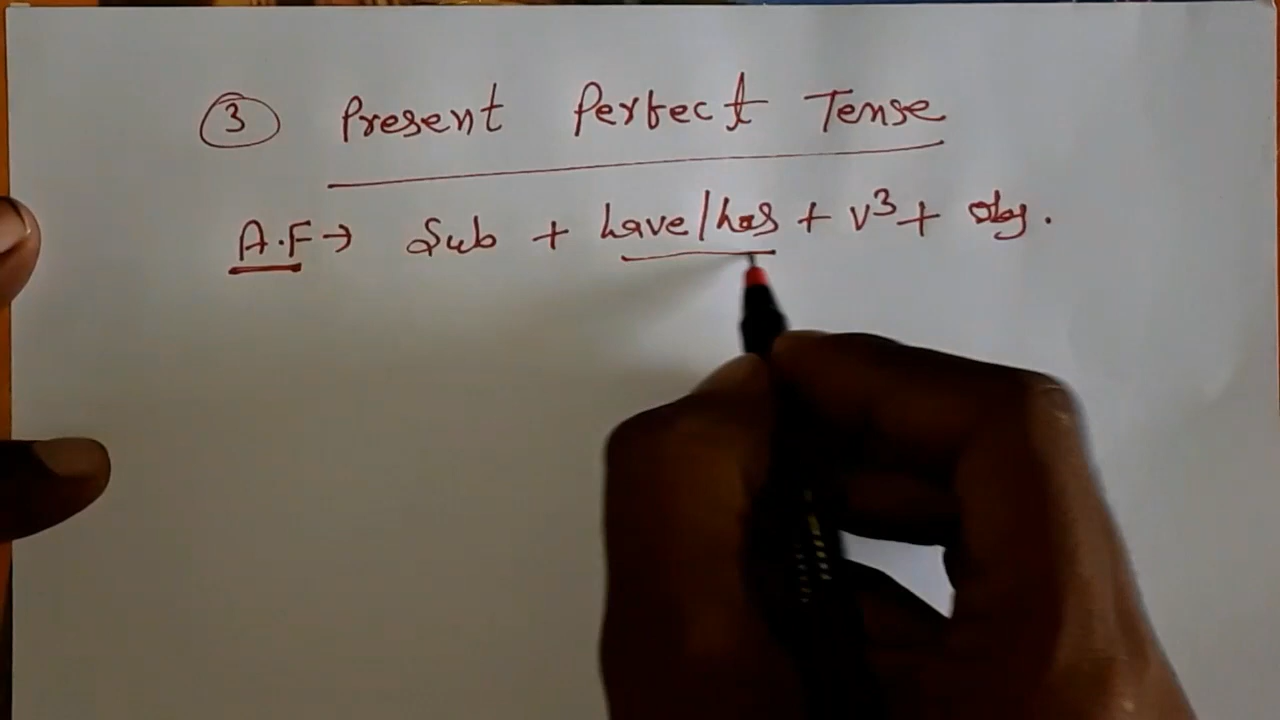 3 Present Perfect Tense
A.F → Sub + have/has + V³ + obj.